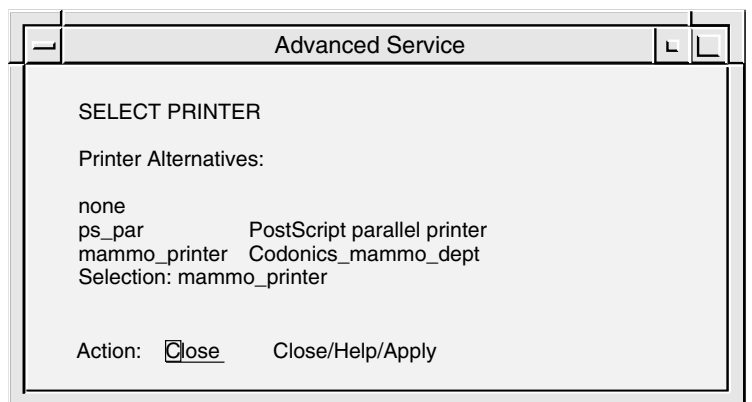 Advanced Service
SELECT PRINTER
Printer Alternatives:
none
ps_par PostScript parallel printer
mammo_printer Codonics_mammo_dept
Selection: mammo_printer
Action: Close Close/Help/Apply